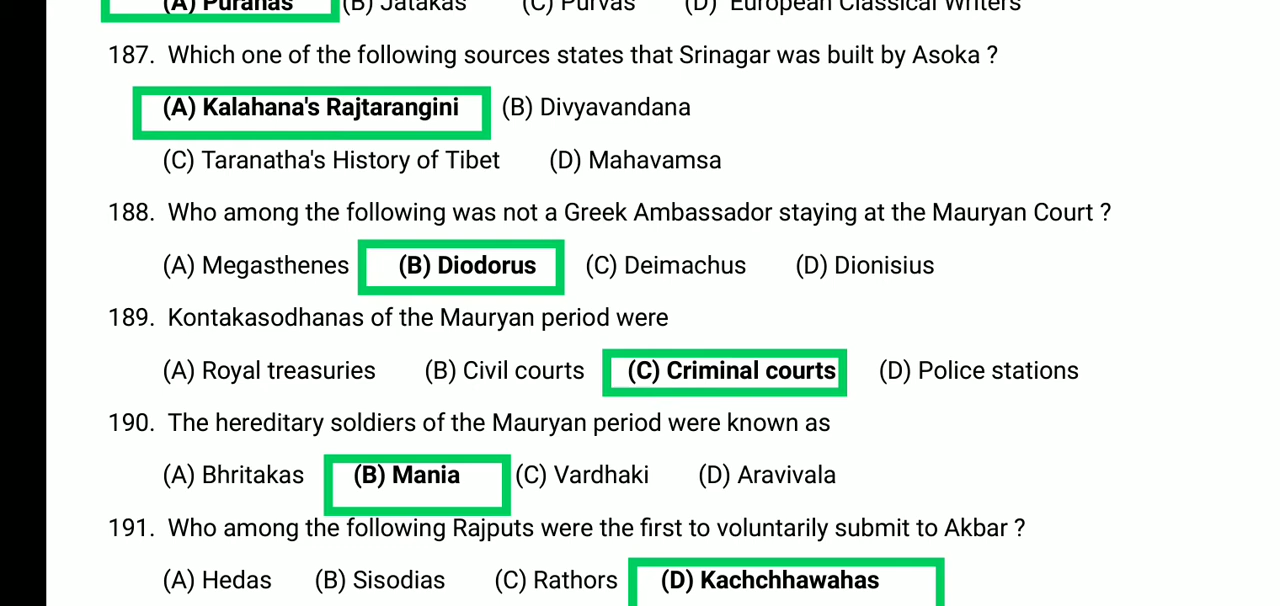 (A) Puranas (B) Jatakas (C) Purvas (D) European Classical Writers
187. Which one of the following sources states that Srinagar was built by Asoka ?
(A) Kalahana's Rajtarangini (B) Divyavandana
(C) Taranatha's History of Tibet (D) Mahavamsa
188. Who among the following was not a Greek Ambassador staying at the Mauryan Court ?
(A) Megasthenes (B) Diodorus (C) Deimachus (D) Dionisius
189. Kontakasodhanas of the Mauryan period were
(A) Royal treasuries (B) Civil courts (C) Criminal courts (D) Police stations
190. The hereditary soldiers of the Mauryan period were known as
(A) Bhritakas (B) Mania (C) Vardhaki (D) Aravivala
191. Who among the following Rajputs were the first to voluntarily submit to Akbar ?
(A) Hedas (B) Sisodias (C) Rathors (D) Kachchhawahas